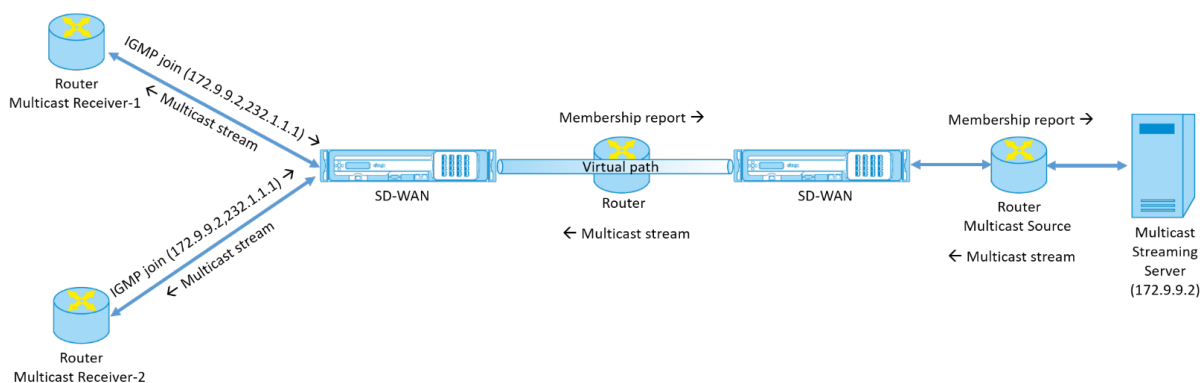 Router
Multicast Receiver-1
IGMP join (172.9.9.2,232.1.1.1) →
← Multicast stream
SD-WAN
IGMP join (172.9.9.2,232.1.1.1) →
← Multicast stream
Router
Multicast Receiver-2
Membership report →
Virtual path
Router
← Multicast stream
SD-WAN
Membership report →
Router
Multicast Source
← Multicast stream
Multicast
Streaming
Server
(172.9.9.2)